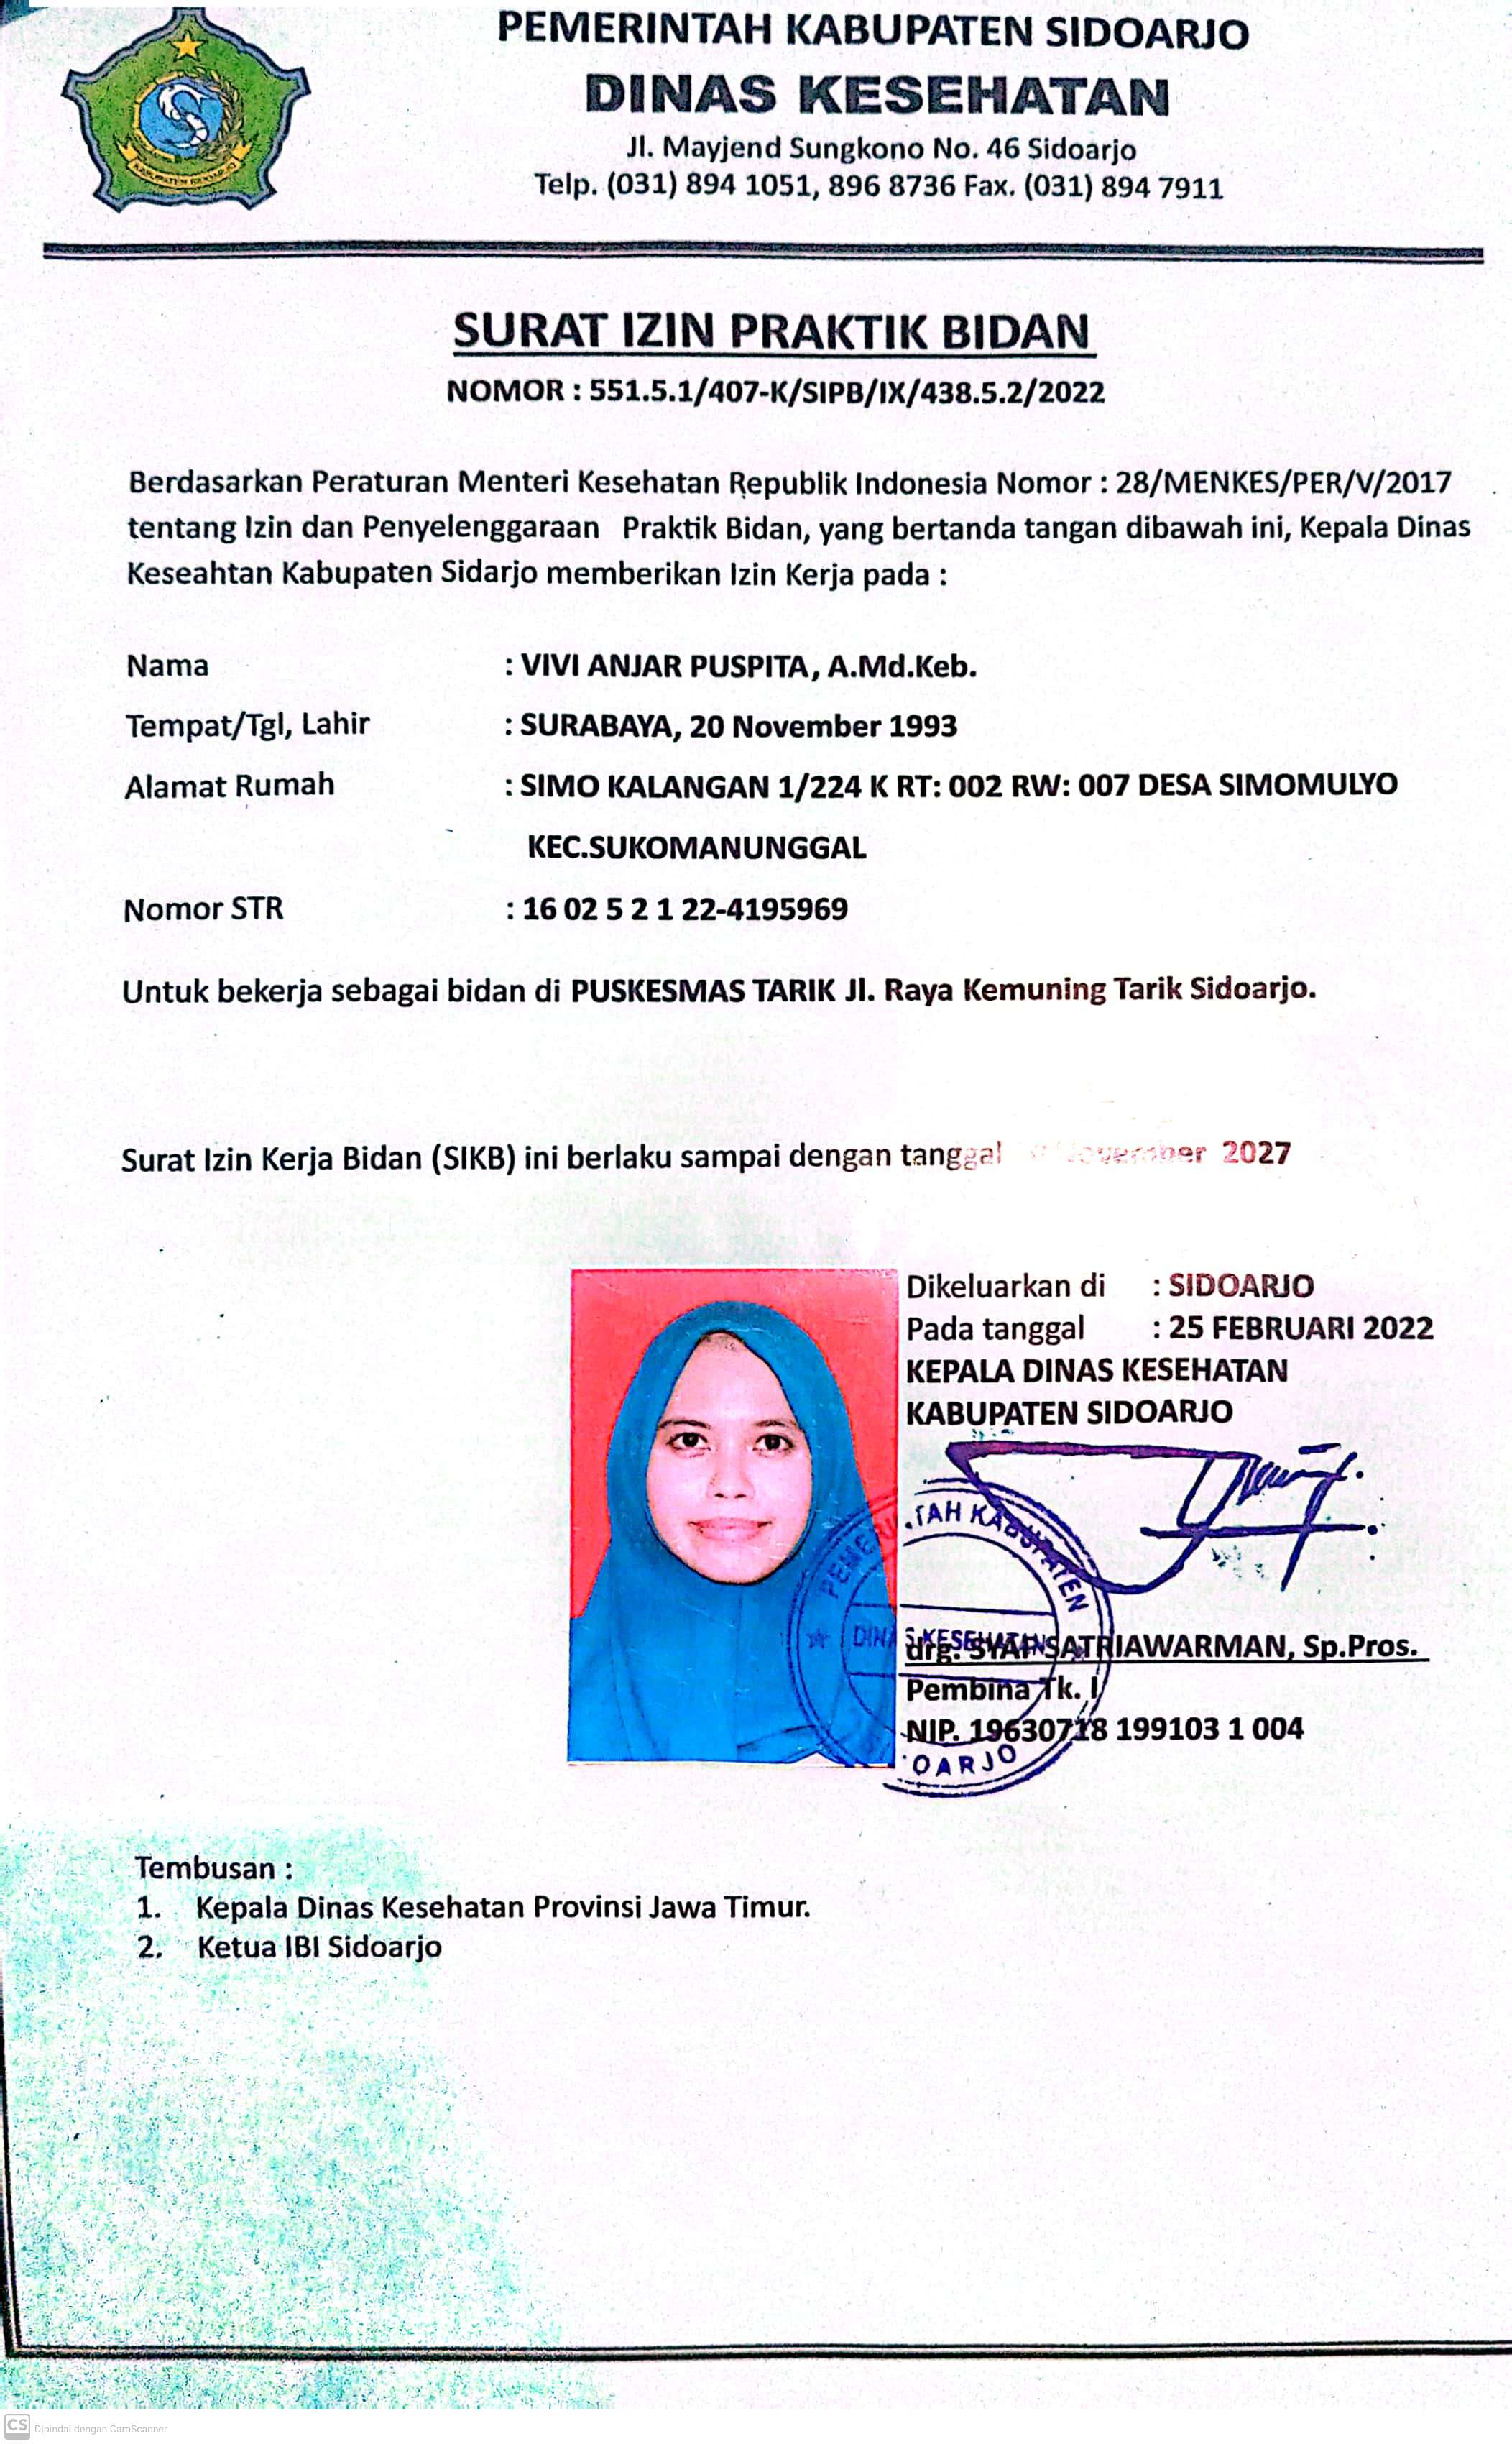 PEMERINTAH KABUPATEN SIDOARJO
DINAS KESEHATAN
Jl. Mayjend Sungkono No. 46 Sidoarjo
Telp. (031) 894 1051, 896 8736 Fax. (031) 894 7911
KABUPATEN SIDOARJO
SURAT IZIN PRAKTIK BIDAN
NOMOR : 551.5.1/407-K/SIPB/IX/438.5.2/2022
Berdasarkan Peraturan Menteri Kesehatan Republik Indonesia Nomor : 28/MENKES/PER/V/2017
tentang Izin dan Penyelenggaraan Praktik Bidan, yang bertanda tangan dibawah ini, Kepala Dinas
Keseahtan Kabupaten Sidarjo memberikan Izin Kerja pada :
Nama : VIVI ANJAR PUSPITA, A.Md.Keb.
Tempat/Tgl, Lahir : SURABAYA, 20 November 1993
Alamat Rumah : SIMO KALANGAN 1/224 K RT: 002 RW: 007 DESA SIMOMULYO
KEC.SUKOMANUNGGAL
Nomor STR : 16 02 5 2 1 22-4195969
Untuk bekerja sebagai bidan di PUSKESMAS TARIK Jl. Raya Kemuning Tarik Sidoarjo.
Surat Izin Kerja Bidan (SIKB) ini berlaku sampai dengan tanggal November 2027
Dikeluarkan di : SIDOARJO
Pada tanggal : 25 FEBRUARI 2022
KEPALA DINAS KESEHATAN
KABUPATEN SIDOARJO
TAH KABUPATEN
DINAS KESEHATAN
OARJO
drg. SYAF SATRIAWARMAN, Sp.Pros.
Pembina Tk. I
NIP. 19630718 199103 1 004
Tembusan :
1. Kepala Dinas Kesehatan Provinsi Jawa Timur.
2. Ketua IBI Sidoarjo
CS Dipindai dengan CamScanner